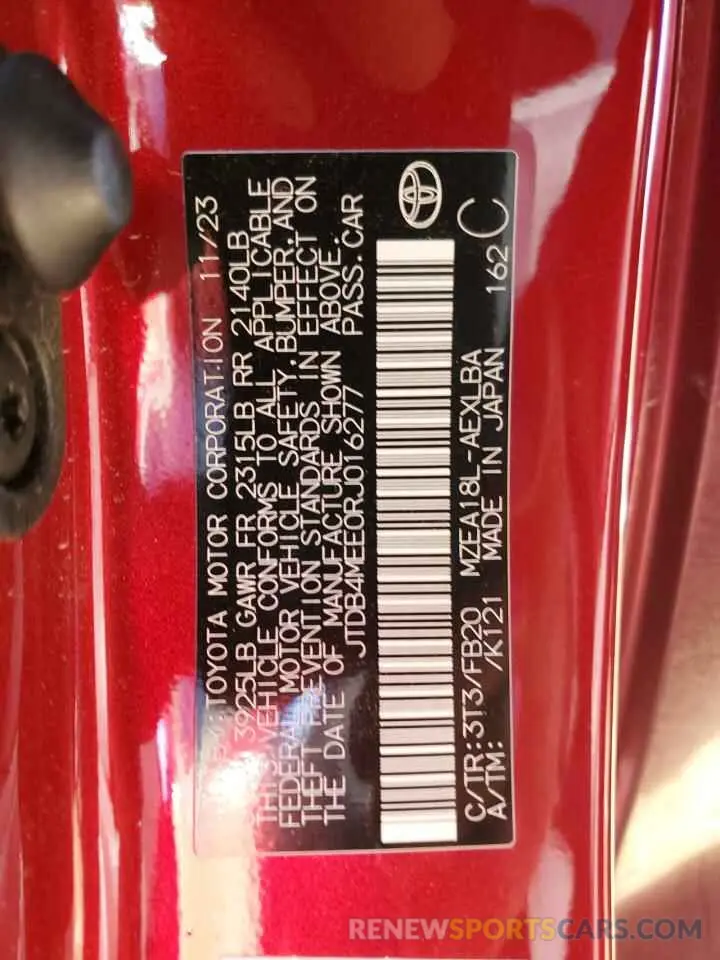 TOYOTA MOTOR CORPORATION 11/23
3925LB GAWR FR 2315LB RR 2140LB
THIS VEHICLE CONFORMS TO ALL APPLICABLE
FEDERAL MOTOR VEHICLE SAFETY, BUMPER, AND
THEFT PREVENTION STANDARDS IN EFFECT ON
THE DATE OF MANUFACTURE SHOWN ABOVE.
JTDB4MEE0RJ016277 PASS.CAR
C/TR:3T3/FB20 MZEA18L-AEXLBA
A/TM: /K121 MADE IN JAPAN 162 C
RENEWSPORTSCARS.COM